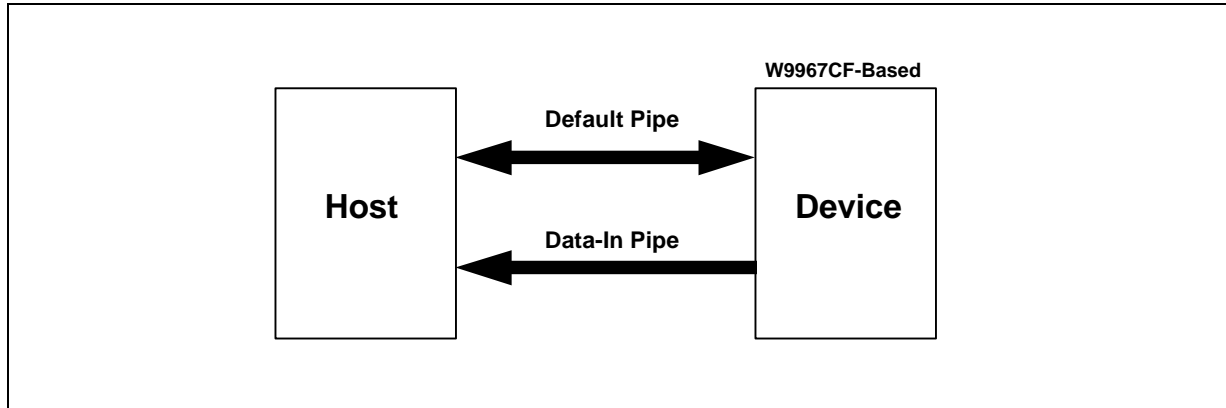 W9967CF-Based
Default Pipe
Host
Device
Data-In Pipe